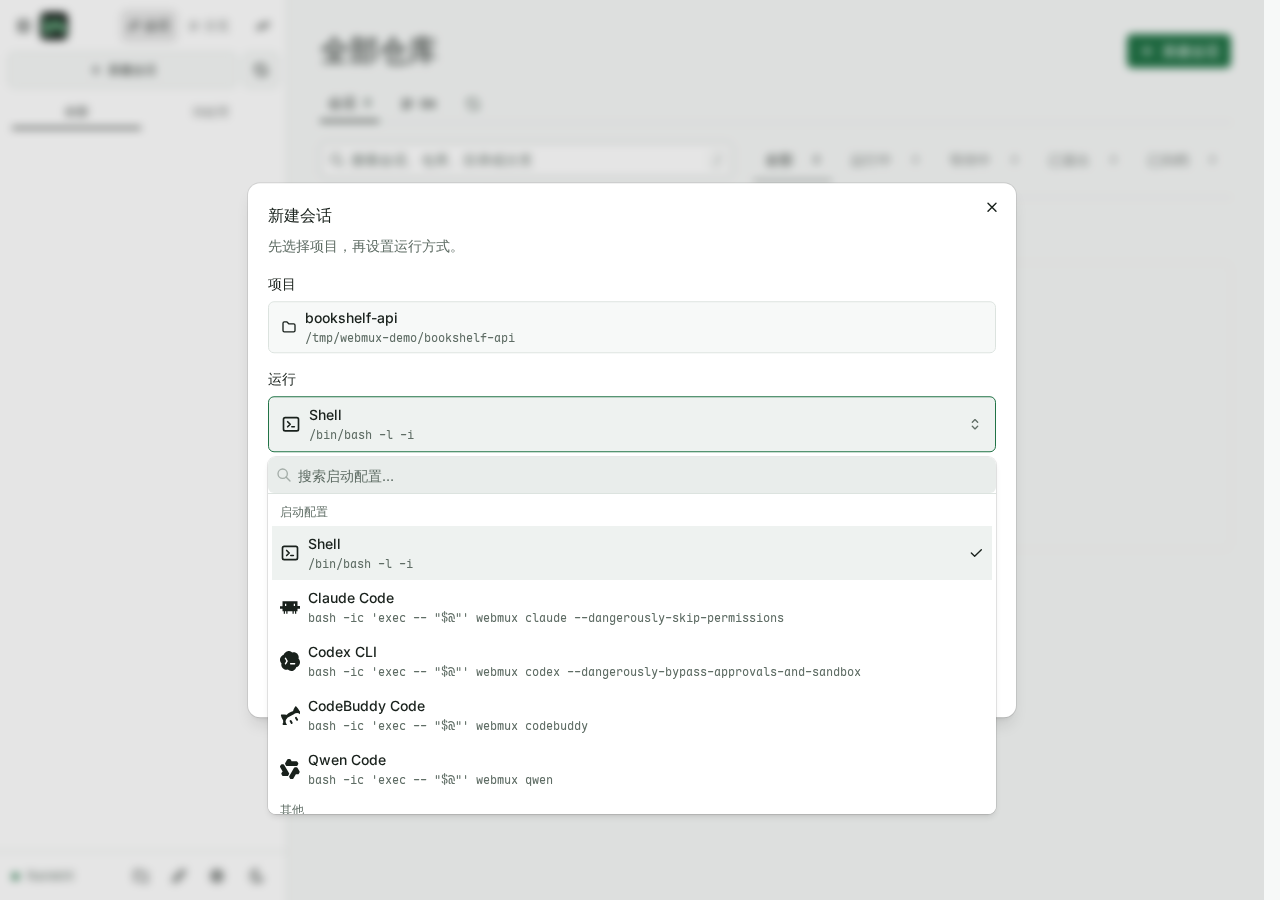 全部仓库
新建会话
先选择项目，再设置运行方式。
项目
bookshelf-api
/tmp/webmux-demo/bookshelf-api
运行
Shell
/bin/bash -l -i
搜索启动配置...
启动配置
Shell
/bin/bash -l -i
Claude Code
bash -ic 'exec -- "$@"' webmux claude --dangerously-skip-permissions
Codex CLI
bash -ic 'exec -- "$@"' webmux codex --dangerously-bypass-approvals-and-sandbox
CodeBuddy Code
bash -ic 'exec -- "$@"' webmux codebuddy
Qwen Code
bash -ic 'exec -- "$@"' webmux qwen
其他